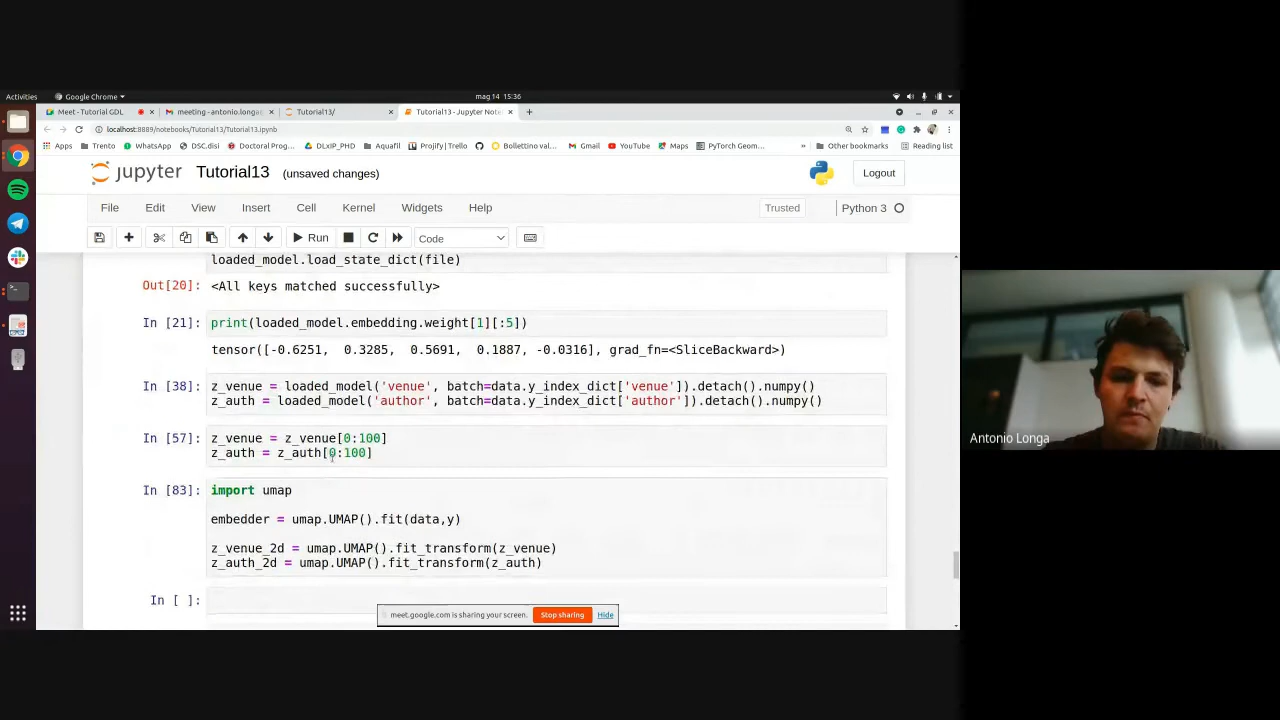 Activities
Google Chrome
mag 14 15:36
Meet - Tutorial GDL
meeting - antonio.longa
Tutorial13/
Tutorial13 - Jupyter Note
localhost:8889/notebooks/Tutorial13/Tutorial13.ipynb
Apps
Trento
WhatsApp
DSC.disi
Doctoral Prog...
DLxIP_PHD
Aquafil
Projify | Trello
Bollettino val...
Gmail
YouTube
Maps
PyTorch Geom...
»
Other bookmarks
Reading list
jupyter
Tutorial13
(unsaved changes)
Logout
File
Edit
View
Insert
Cell
Kernel
Widgets
Help
Trusted
Python 3
Run
Code
loaded_model.load_state_dict(file)
Out[20]: <All keys matched successfully>
In [21]: print(loaded_model.embedding.weight[1][:5])
tensor([-0.6251, 0.3285, 0.5691, 0.1887, -0.0316], grad_fn=<SliceBackward>)
In [38]: z_venue = loaded_model('venue', batch=data.y_index_dict['venue']).detach().numpy()
z_auth = loaded_model('author', batch=data.y_index_dict['author']).detach().numpy()
In [57]: z_venue = z_venue[0:100]
z_auth = z_auth[0:100]
In [83]: import umap
embedder = umap.UMAP().fit(data,y)
z_venue_2d = umap.UMAP().fit_transform(z_venue)
z_auth_2d = umap.UMAP().fit_transform(z_auth)
In [ ]:
meet.google.com is sharing your screen.
Stop sharing
Hide
Antonio Longa